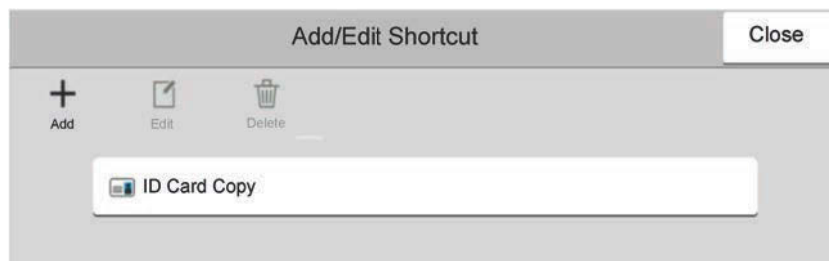 Add/Edit Shortcut
Close
Add
Edit
Delete
ID Card Copy